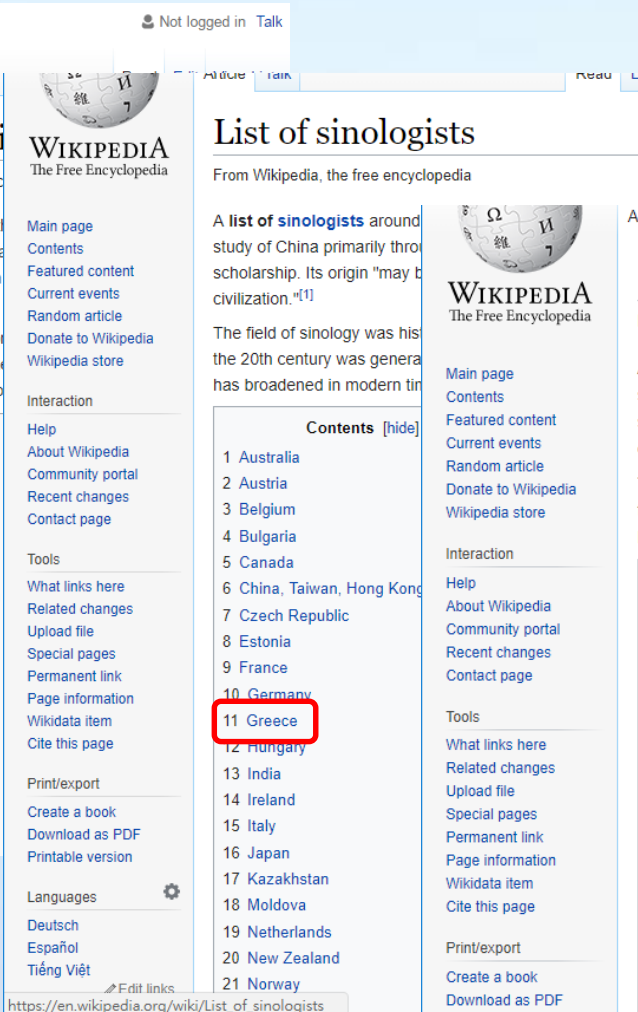 Not logged in Talk
Article Talk
Read
WIKIPEDIA
The Free Encyclopedia
Main page
Contents
Featured content
Current events
Random article
Donate to Wikipedia
Wikipedia store
Interaction
Help
About Wikipedia
Community portal
Recent changes
Contact page
Tools
What links here
Related changes
Upload file
Special pages
Permanent link
Page information
Wikidata item
Cite this page
Print/export
Create a book
Download as PDF
Printable version
Languages
Deutsch
Español
Tiếng Việt
Edit links
https://en.wikipedia.org/wiki/List_of_sinologists
List of sinologists
From Wikipedia, the free encyclopedia
A list of sinologists around
study of China primarily
scholarship. Its origin "may
civilization."[1]
The field of sinology was
the 20th century was
has broadened in modern
Contents [hide]
1 Australia
2 Austria
3 Belgium
4 Bulgaria
5 Canada
6 China, Taiwan, Hong Kong
7 Czech Republic
8 Estonia
9 France
10 Germany
11 Greece
12 Hungary
13 India
14 Ireland
15 Italy
16 Japan
17 Kazakhstan
18 Moldova
19 Netherlands
20 New Zealand
21 Norway
WIKIPEDIA
The Free Encyclopedia
Main page
Contents
Featured content
Current events
Random article
Donate to Wikipedia
Wikipedia store
Interaction
Help
About Wikipedia
Community portal
Recent changes
Contact page
Tools
What links here
Related changes
Upload file
Special pages
Permanent link
Page information
Wikidata item
Cite this page
Print/export
Create a book
Download as PDF